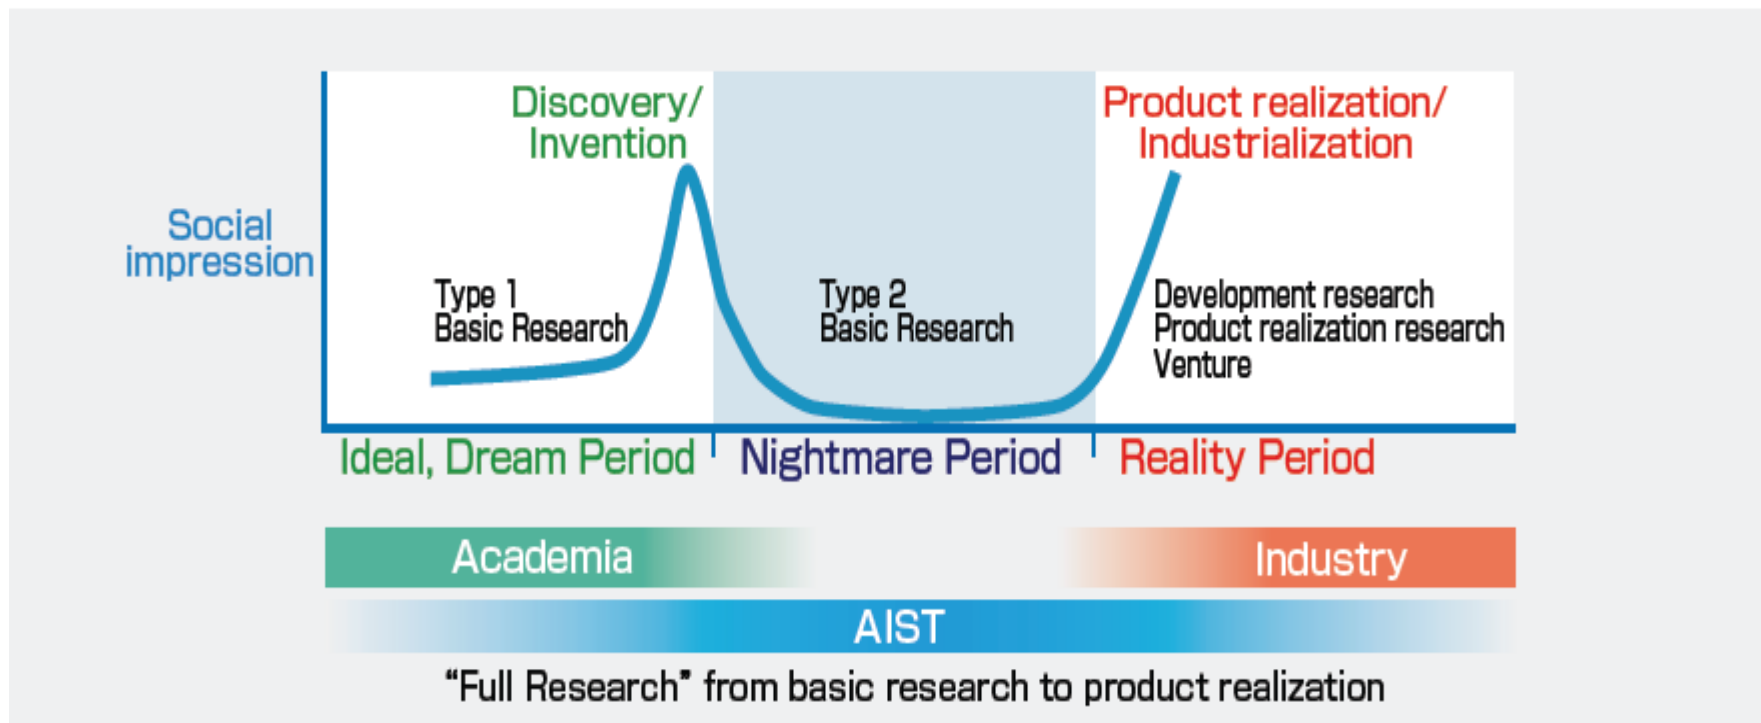 Discovery/
Invention
Product realization/
Industrialization
Social
impression
Type 1
Basic Research
Type 2
Basic Research
Development research
Product realization research
Venture
Ideal, Dream Period
Nightmare Period
Reality Period
Academia
Industry
AIST
“Full Research” from basic research to product realization